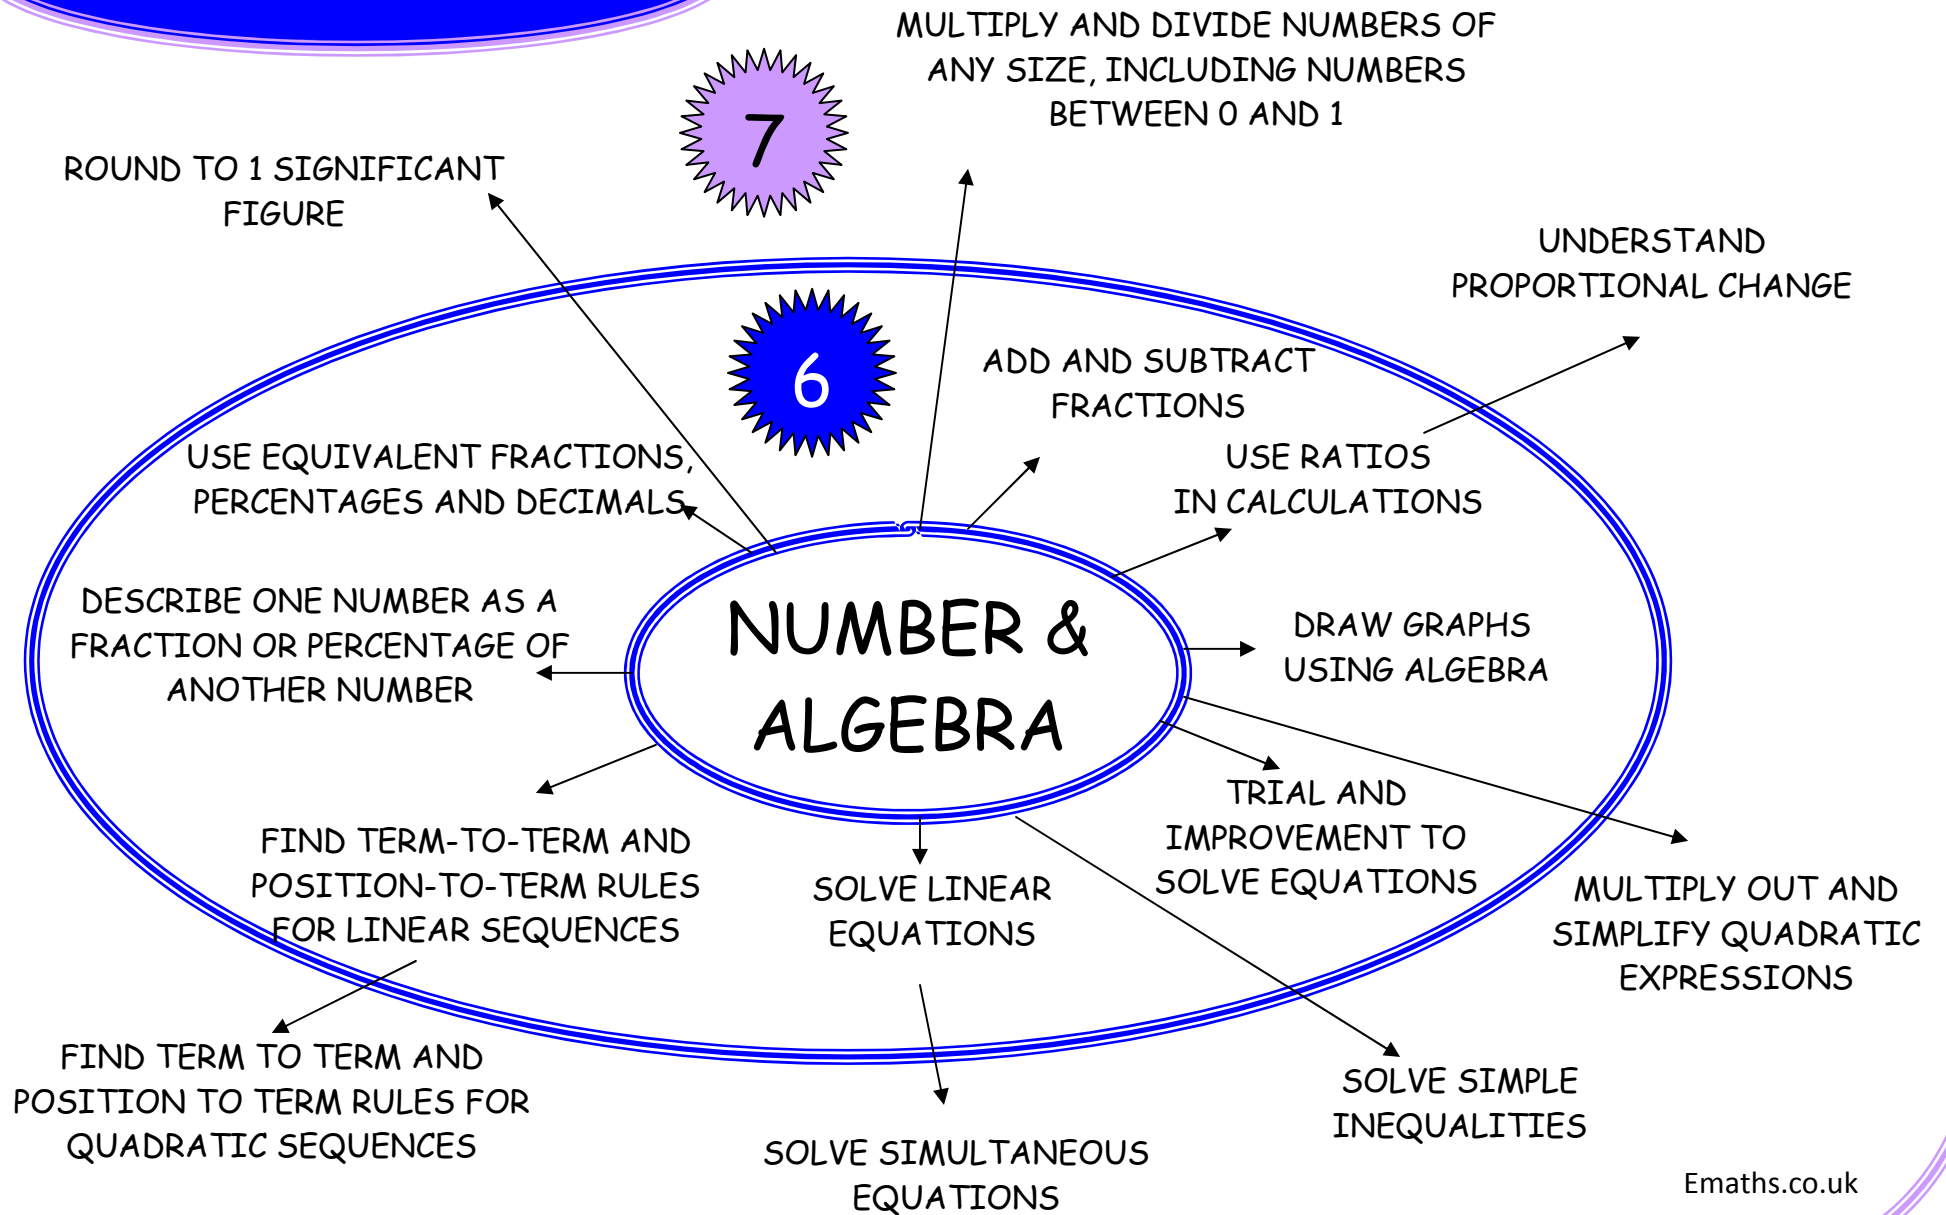 MULTIPLY AND DIVIDE NUMBERS OF
ANY SIZE, INCLUDING NUMBERS
BETWEEN 0 AND 1
7
ROUND TO 1 SIGNIFICANT
FIGURE
UNDERSTAND
PROPORTIONAL CHANGE
6
ADD AND SUBTRACT
FRACTIONS
USE EQUIVALENT FRACTIONS,
PERCENTAGES AND DECIMALS
USE RATIOS
IN CALCULATIONS
DESCRIBE ONE NUMBER AS A
FRACTION OR PERCENTAGE OF
ANOTHER NUMBER
NUMBER &
ALGEBRA
DRAW GRAPHS
USING ALGEBRA
TRIAL AND
IMPROVEMENT TO
SOLVE EQUATIONS
FIND TERM-TO-TERM AND
POSITION-TO-TERM RULES
FOR LINEAR SEQUENCES
SOLVE LINEAR
EQUATIONS
MULTIPLY OUT AND
SIMPLIFY QUADRATIC
EXPRESSIONS
FIND TERM TO TERM AND
POSITION TO TERM RULES FOR
QUADRATIC SEQUENCES
SOLVE SIMULTANEOUS
EQUATIONS
SOLVE SIMPLE
INEQUALITIES
Emaths.co.uk